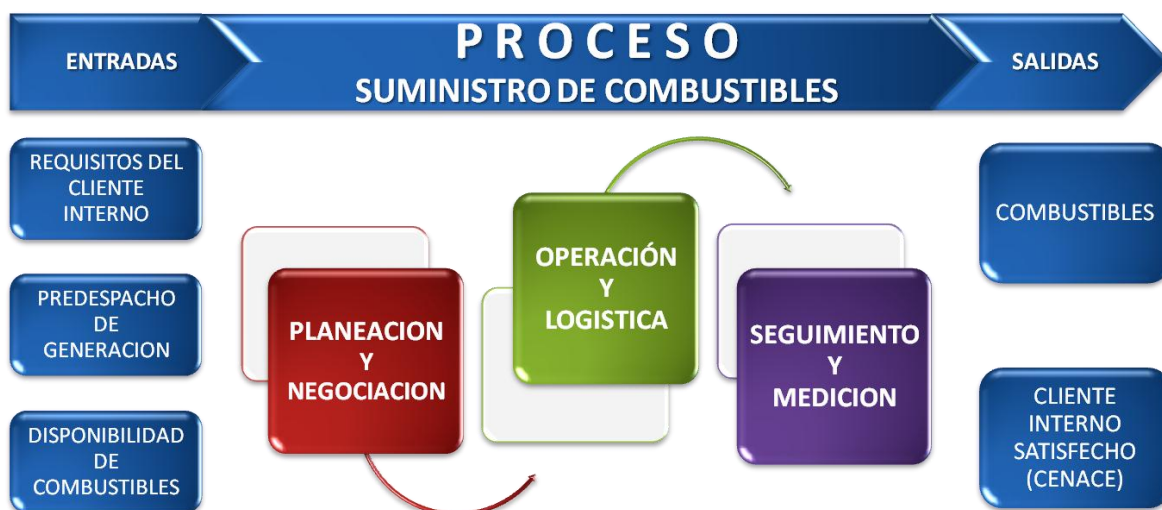 ENTRADAS
PROCESO
SUMINISTRO DE COMBUSTIBLES
SALIDAS
REQUISITOS DEL
CLIENTE
INTERNO
PREDESPACHO
DE
GENERACION
DISPONIBILIDAD
DE
COMBUSTIBLES
PLANEACION
Y
NEGOCIACION
OPERACIÓN
Y
LOGISTICA
SEGUIMIENTO
Y
MEDICION
COMBUSTIBLES
CLIENTE
INTERNO
SATISFECHO
(CENACE)